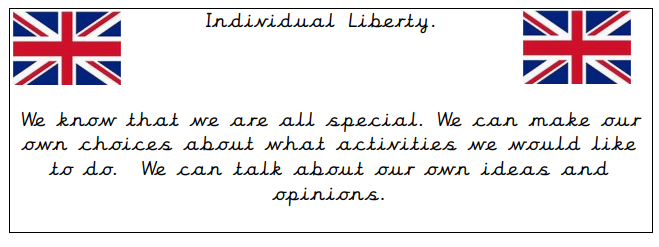 Individual Liberty.
We know that we are all special. We can make our
own choices about what activities we would like
to do.  We can talk about our own ideas and
opinions.